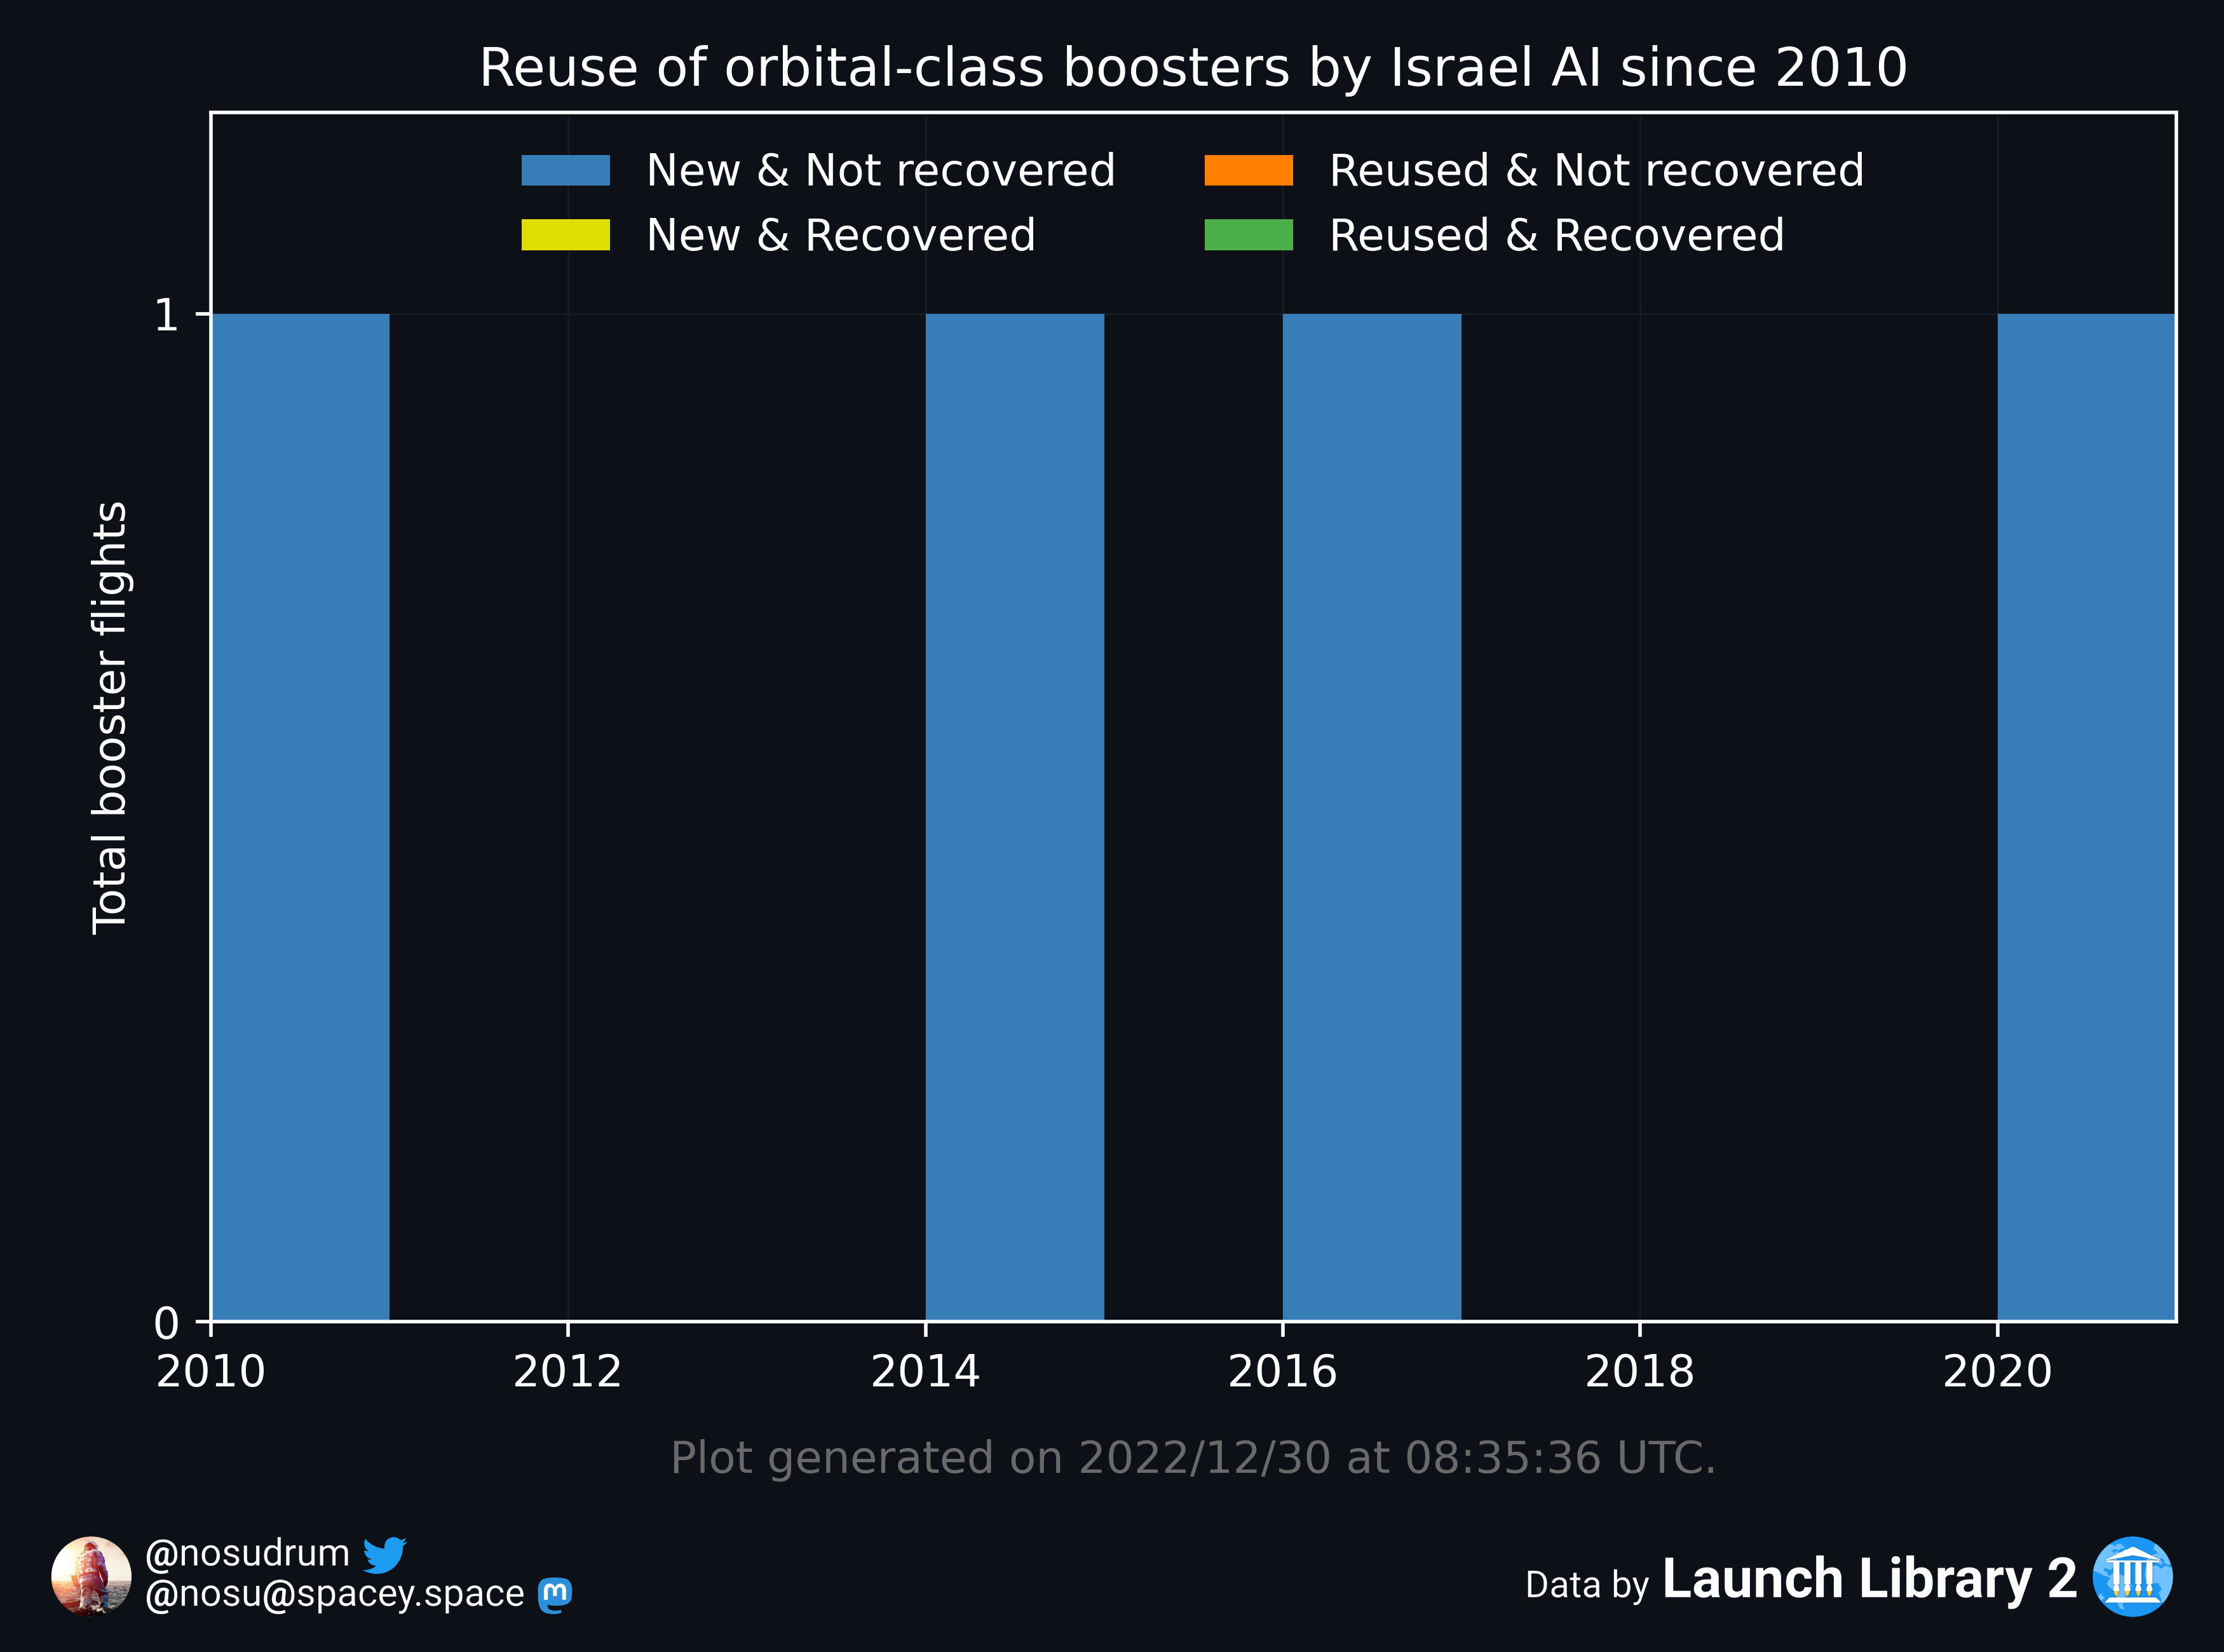 Reuse of orbital-class boosters by Israel AI since 2010
New & Not recovered
New & Recovered
Reused & Not recovered
Reused & Recovered
Total booster flights
1
0
2010 2012 2014 2016 2018 2020
Plot generated on 2022/12/30 at 08:35:36 UTC.
@nosudrum
@nosu@spacey.space
Data by Launch Library 2